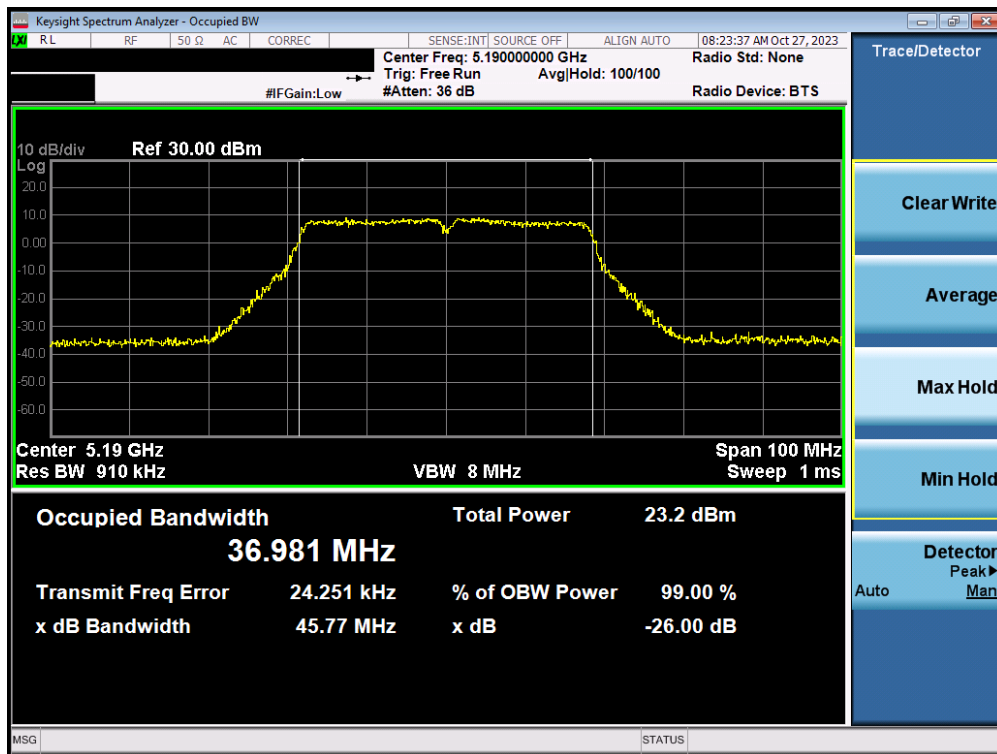 Keysight Spectrum Analyzer - Occupied BW
LXI RL RF 50 Ω AC CORREC SENSE:INT SOURCE OFF ALIGN AUTO 08:23:37 AM Oct 27, 2023
Center Freq: 5.190000000 GHz Radio Std: None
Trig: Free Run Avg|Hold: 100/100
#IFGain:Low #Atten: 36 dB Radio Device: BTS
Trace/Detector
10 dB/div Ref 30.00 dBm
Log
20.0
10.0
0.00
-10.0
-20.0
-30.0
-40.0
-50.0
-60.0
Center 5.19 GHz Span 100 MHz
Res BW 910 kHz VBW 8 MHz Sweep 1 ms
Occupied Bandwidth Total Power 23.2 dBm
36.981 MHz
Transmit Freq Error 24.251 kHz % of OBW Power 99.00 %
x dB Bandwidth 45.77 MHz x dB -26.00 dB
Clear Write
Average
Max Hold
Min Hold
Detector
Peak
Auto Man
MSG STATUS